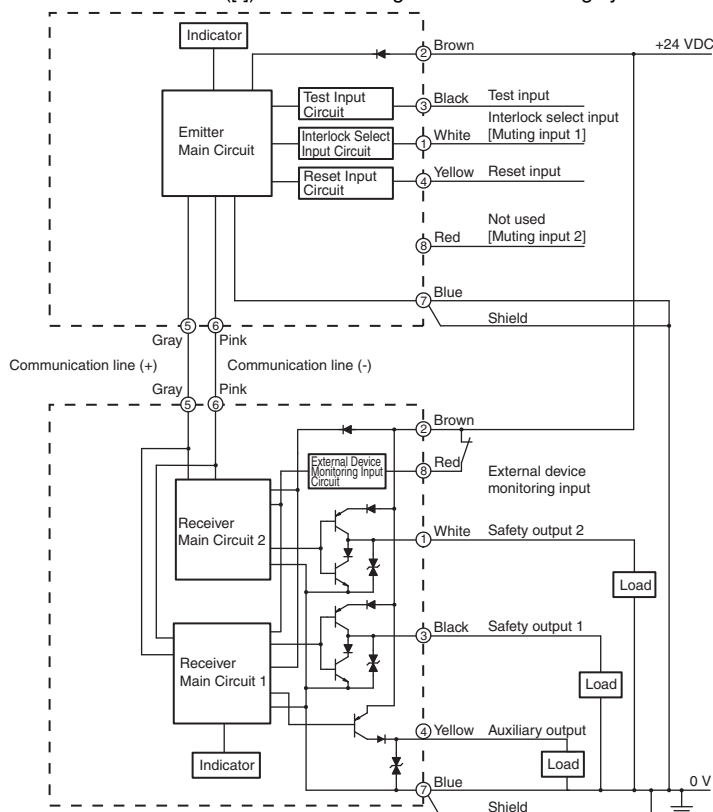 Indicator
② Brown
+24 VDC
Emitter
Main Circuit
Test Input
Circuit
③ Black Test input
Interlock Select
Input Circuit
① White Interlock select input
[Muting input 1]
Reset Input
Circuit
④ Yellow Reset input
⑧ Red Not used
[Muting input 2]
⑦ Blue
Shield
⑤ ⑥
Gray Pink
Communication line (+) Communication line (-)
Gray Pink
⑤ ⑥
② Brown
External Device
Monitoring Input
Circuit
⑧ Red External device
monitoring input
Receiver
Main Circuit 2
① White Safety output 2
Load
Receiver
Main Circuit 1
③ Black Safety output 1
Load
④ Yellow Auxiliary output
Load
Indicator
⑦ Blue
0 V
Shield